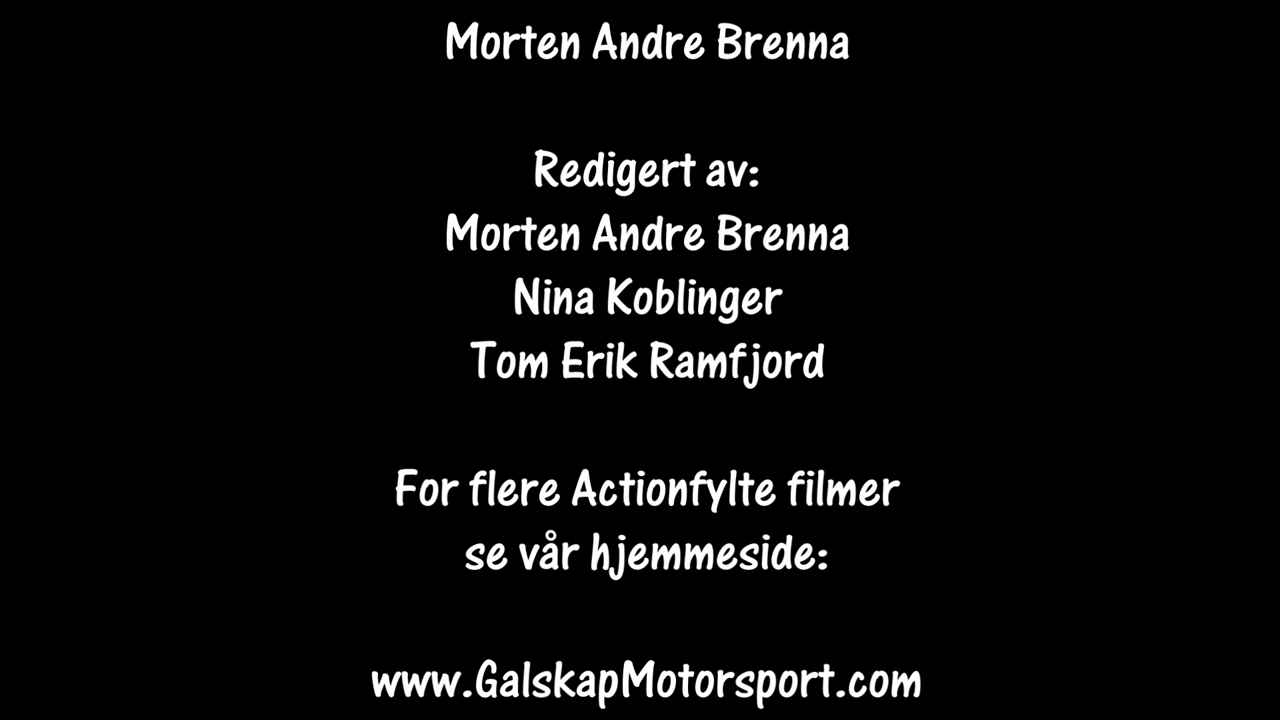 Morten Andre Brenna
Redigert av:
Morten Andre Brenna
Nina Koblinger
Tom Erik Ramfjord
For flere Actionfylte filmer
se vår hjemmeside:
www.GalskapMotorsport.com